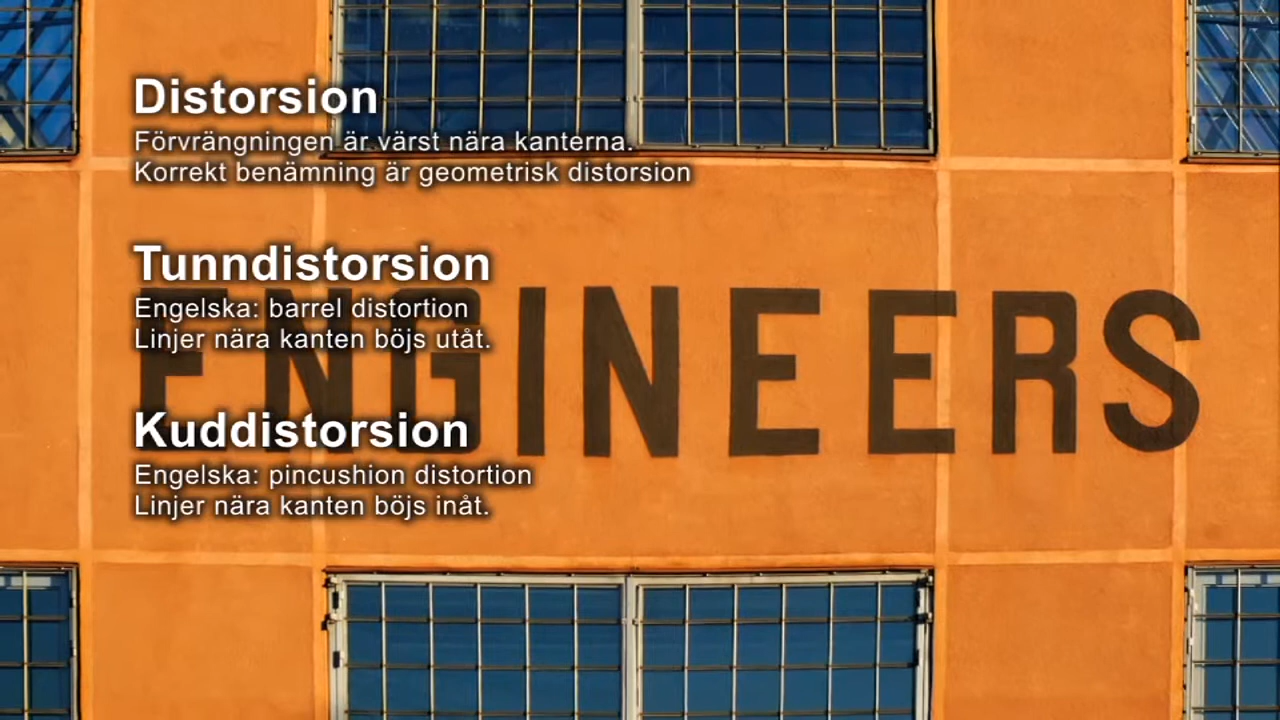 Distorsion
Förvrängningen är värst nära kanterna.
Korrekt benämning är geometrisk distorsion
Tunndistorsion
Engelska: barrel distortion
Linjer nära kanten böjs utåt.
ENGINEERS
Kuddistorsion
Engelska: pincushion distortion
Linjer nära kanten böjs inåt.